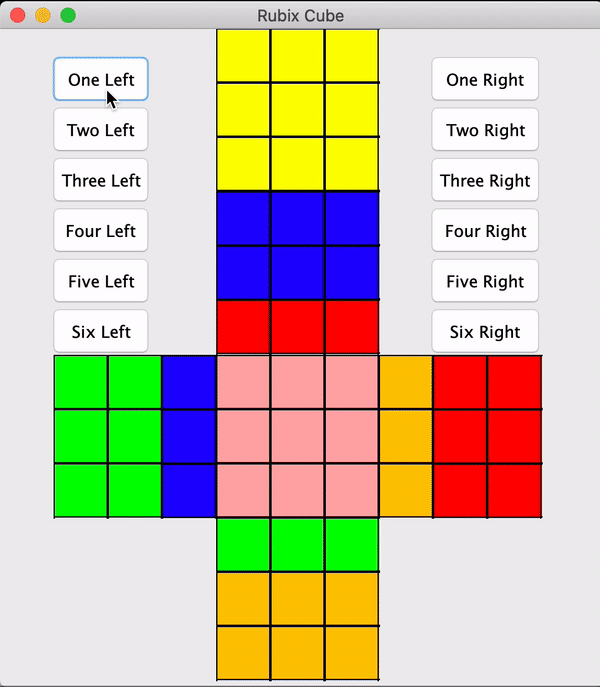 Rubix Cube
One Left
One Right
Two Left
Two Right
Three Left
Three Right
Four Left
Four Right
Five Left
Five Right
Six Left
Six Right